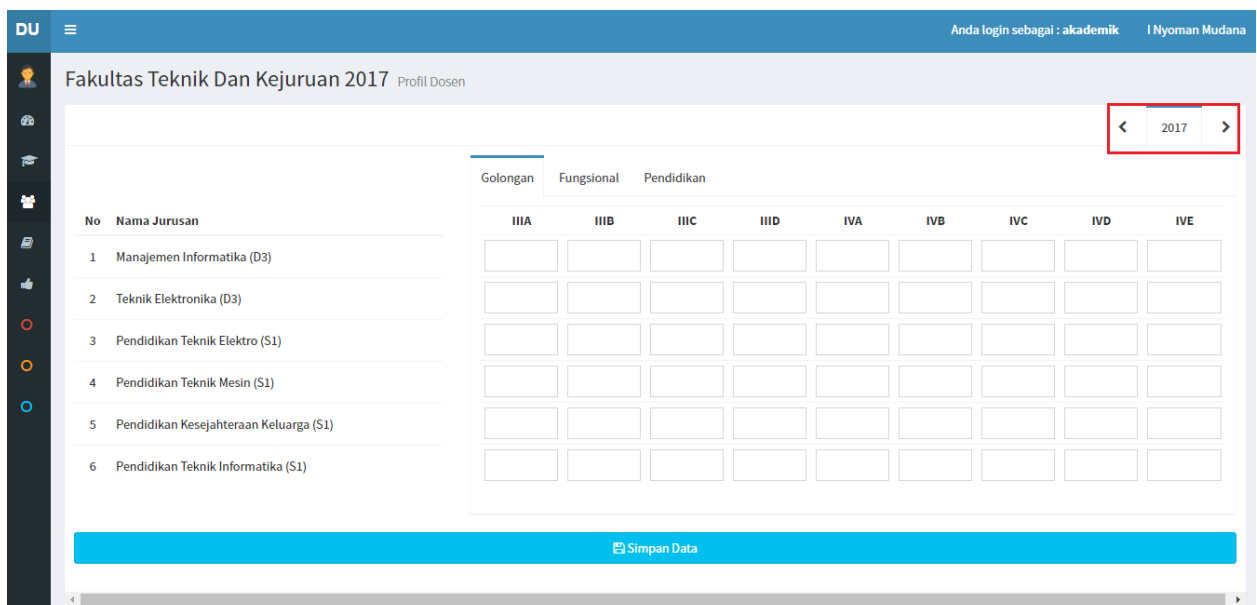 DU Anda login sebagai : akademik I Nyoman Mudana
Fakultas Teknik Dan Kejuruan 2017 Profil Dosen
2017
Golongan Fungsional Pendidikan
No Nama Jurusan IIIA IIIB IIIC IIID IVA IVB IVC IVD IVE
1 Manajemen Informatika (D3)
2 Teknik Elektronika (D3)
3 Pendidikan Teknik Elektro (S1)
4 Pendidikan Teknik Mesin (S1)
5 Pendidikan Kesejahteraan Keluarga (S1)
6 Pendidikan Teknik Informatika (S1)
Simpan Data